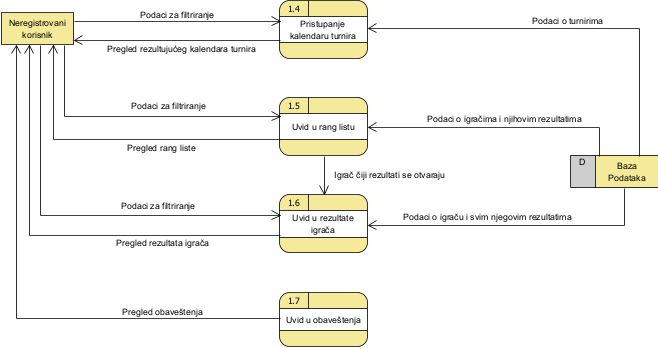 Neregistrovani
korisnik
Podaci za filtriranje
Pregled rezultujućeg kalendara turnira
1.4
Pristupanje
kalendaru turnira
Podaci o turnirima
Podaci za filtriranje
Pregled rang liste
1.5
Uvid u rang listu
Podaci o igračima i njihovim rezultatima
Igrač čiji rezultati se otvaraju
D
Baza
Podataka
Podaci za filtriranje
Pregled rezultata igrača
1.6
Uvid u rezultate
igrača
Podaci o igraču i svim njegovim rezultatima
Pregled obaveštenja
1.7
Uvid u obaveštenja